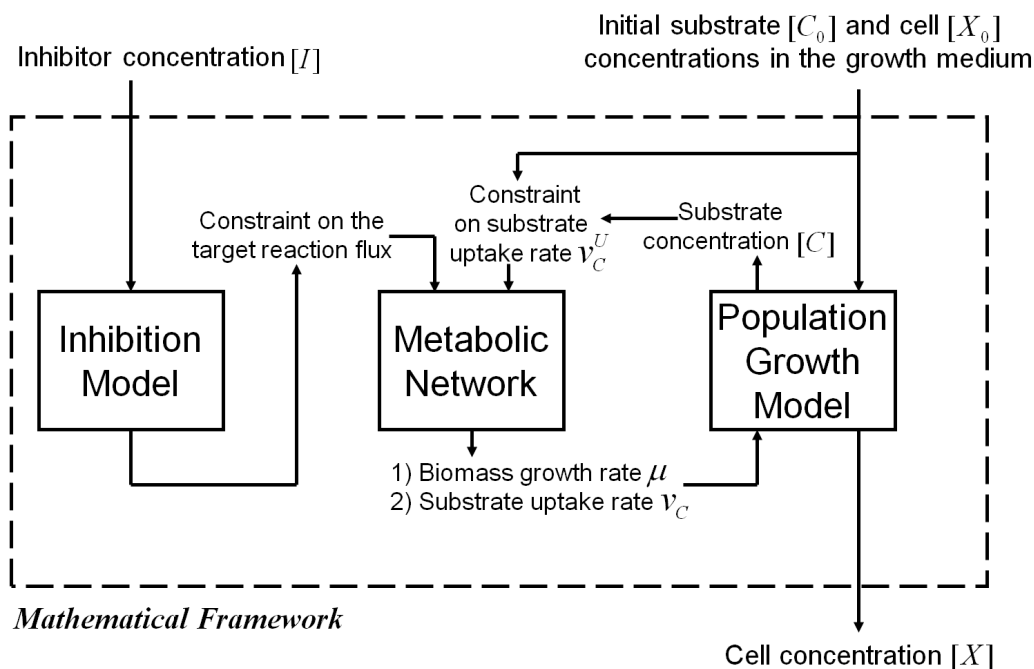 Inhibitor concentration [I]
Initial substrate [C₀] and cell [X₀]
concentrations in the growth medium
Constraint on the
target reaction flux
Constraint
on substrate
uptake rate v_C^U
Substrate
concentration [C]
Inhibition
Model
Metabolic
Network
Population
Growth
Model
1) Biomass growth rate μ
2) Substrate uptake rate v_C
Mathematical Framework
Cell concentration [X]